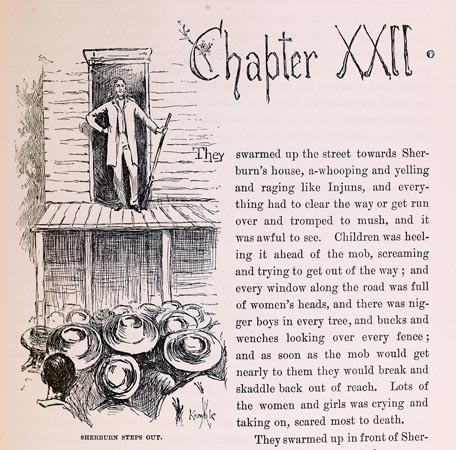 Chapter XXII.
They swarmed up the street towards Sher-
burn's house, a-whooping and yelling
and raging like Injuns, and every-
thing had to clear the way or get run
over and tromped to mush, and it
was awful to see. Children was heel-
ing it ahead of the mob, screaming
and trying to get out of the way; and
every window along the road was full
of women's heads, and there was nig-
ger boys in every tree, and bucks and
wenches looking over every fence;
and as soon as the mob would get
nearly to them they would break and
skaddle back out of reach. Lots of
the women and girls was crying and
taking on, scared most to death.
They swarmed up in front of Sher-
Kemble
SHERBURN STEPS OUT.